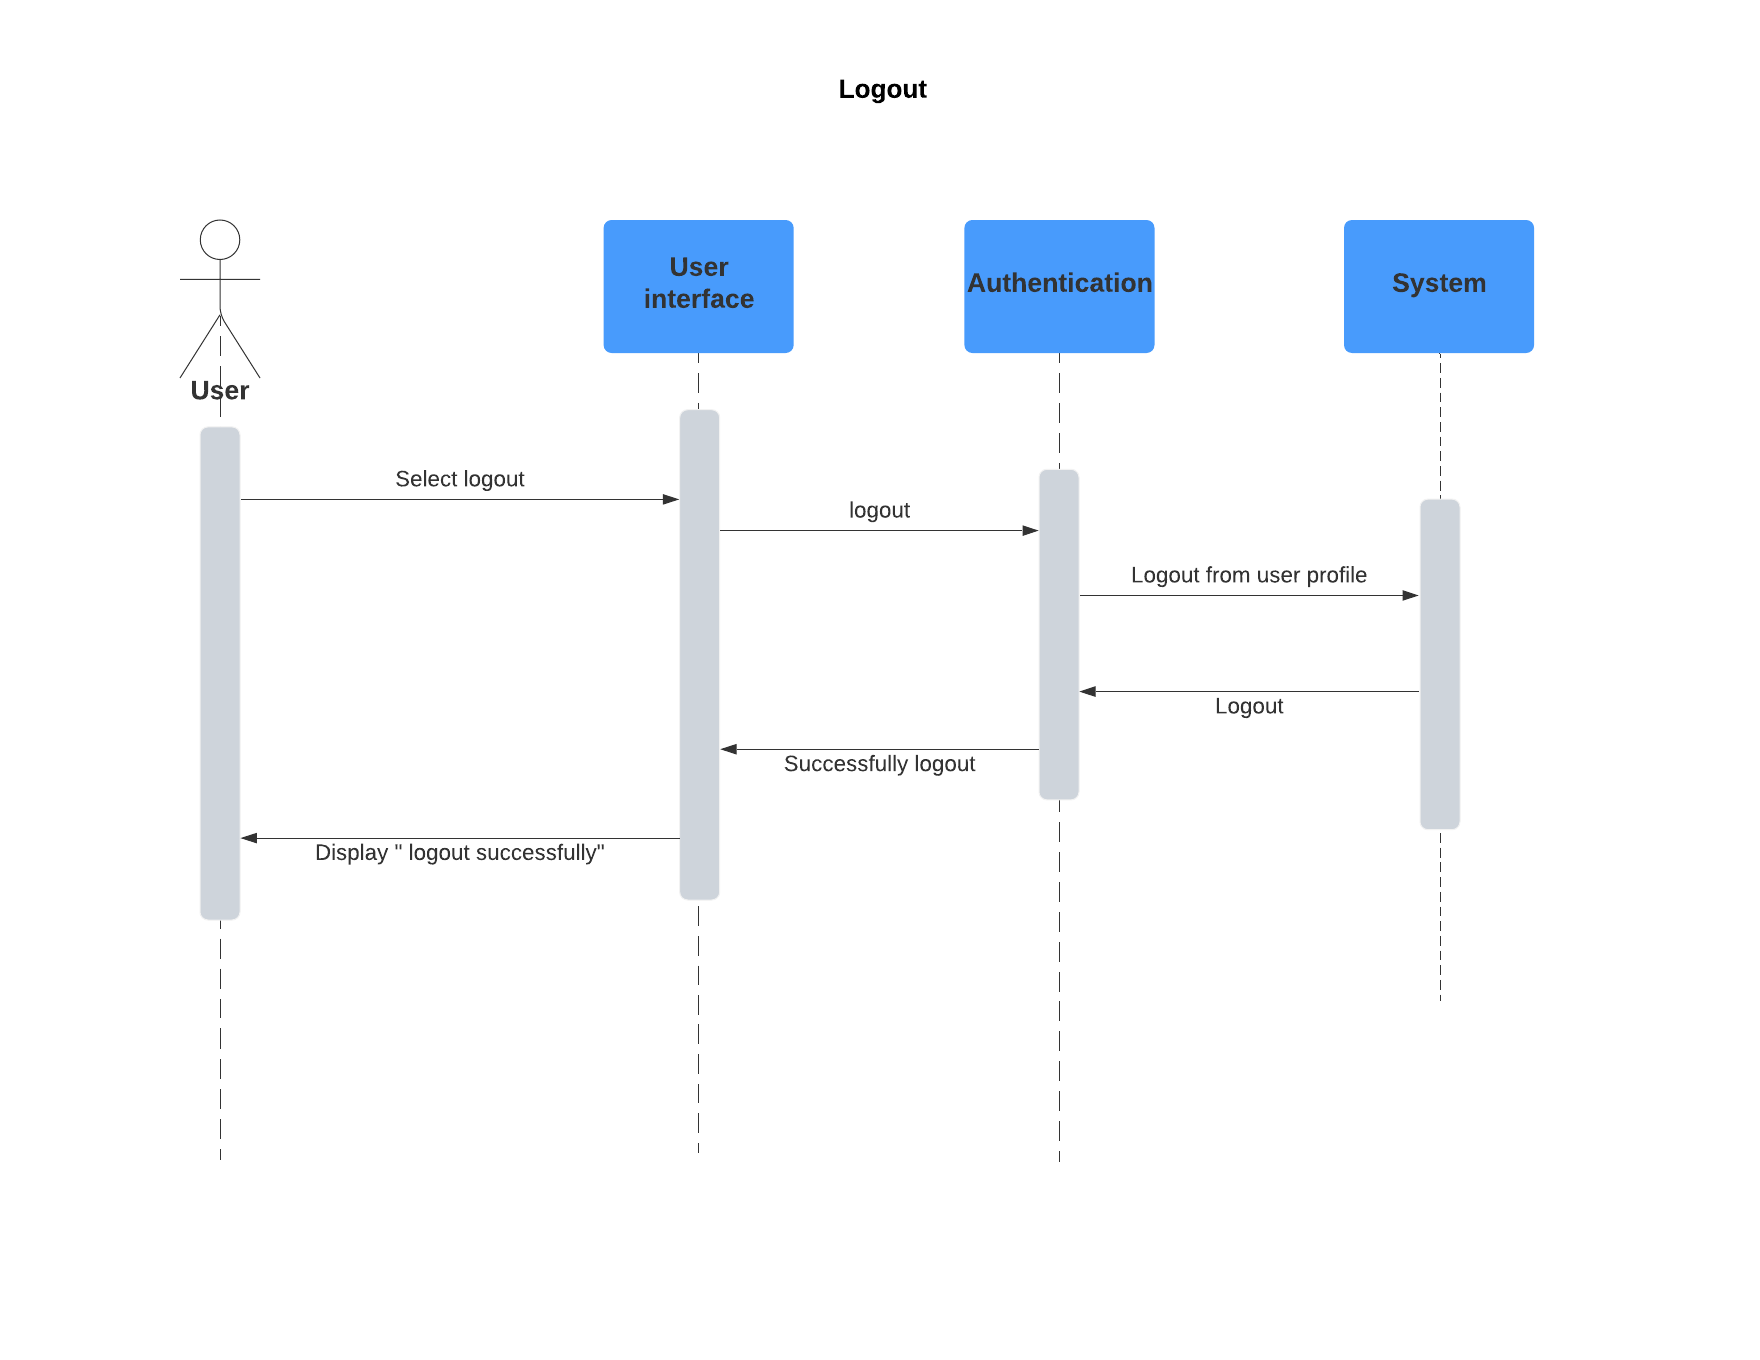 Logout
User
interface
Authentication
System
User
Select logout
logout
Logout from user profile
Logout
Successfully logout
Display " logout successfully"